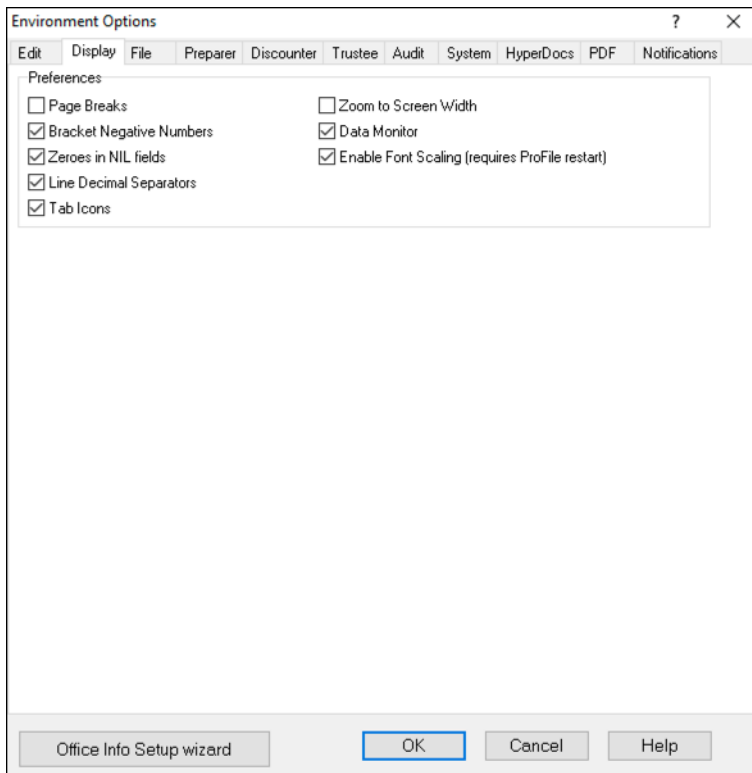 Environment Options ?
Edit Display File Preparer Discounter Trustee Audit System HyperDocs PDF Notifications
Preferences
Page Breaks
Bracket Negative Numbers
Zeroes in NIL fields
Line Decimal Separators
Tab Icons
Zoom to Screen Width
Data Monitor
Enable Font Scaling (requires ProFile restart)
Office Info Setup wizard OK Cancel Help